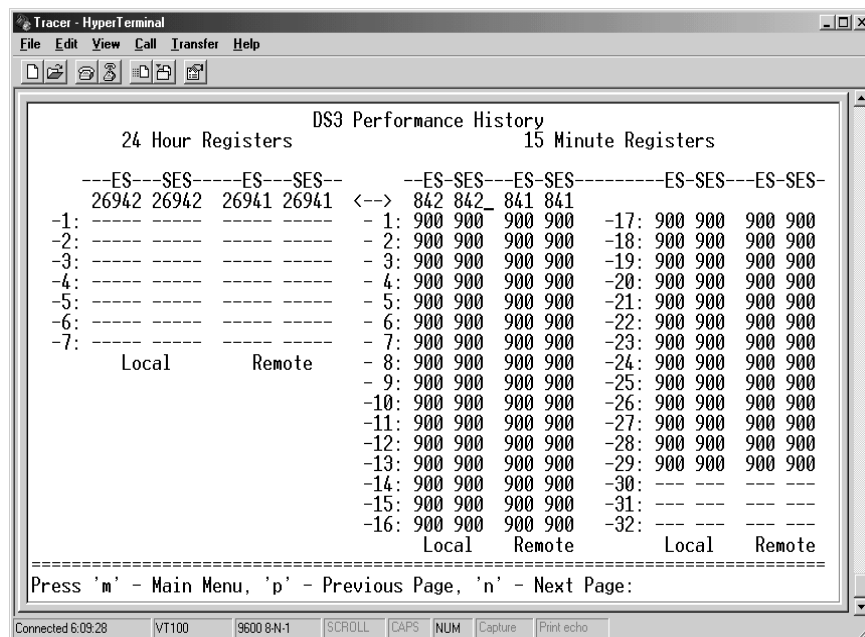 Tracer - HyperTerminal
File Edit View Call Transfer Help
DS3 Performance History
24 Hour Registers 15 Minute Registers
---ES---SES-----ES---SES-- --ES-SES---ES-SES---------ES-SES---ES-SES-
26942 26942 26941 26941 <--> 842 842_ 841 841
-1: ----- ----- ----- ----- - 1: 900 900 900 900 -17: 900 900 900 900
-2: ----- ----- ----- ----- - 2: 900 900 900 900 -18: 900 900 900 900
-3: ----- ----- ----- ----- - 3: 900 900 900 900 -19: 900 900 900 900
-4: ----- ----- ----- ----- - 4: 900 900 900 900 -20: 900 900 900 900
-5: ----- ----- ----- ----- - 5: 900 900 900 900 -21: 900 900 900 900
-6: ----- ----- ----- ----- - 6: 900 900 900 900 -22: 900 900 900 900
-7: ----- ----- ----- ----- - 7: 900 900 900 900 -23: 900 900 900 900
Local Remote - 8: 900 900 900 900 -24: 900 900 900 900
- 9: 900 900 900 900 -25: 900 900 900 900
-10: 900 900 900 900 -26: 900 900 900 900
-11: 900 900 900 900 -27: 900 900 900 900
-12: 900 900 900 900 -28: 900 900 900 900
-13: 900 900 900 900 -29: 900 900 900 900
-14: 900 900 900 900 -30: --- --- --- ---
-15: 900 900 900 900 -31: --- --- --- ---
-16: 900 900 900 900 -32: --- --- --- ---
Local Remote Local Remote
===============================================================================
Press 'm' - Main Menu, 'p' - Previous Page, 'n' - Next Page:
Connected 6:09:28 VT100 9600 8-N-1 SCROLL CAPS NUM Capture Print echo